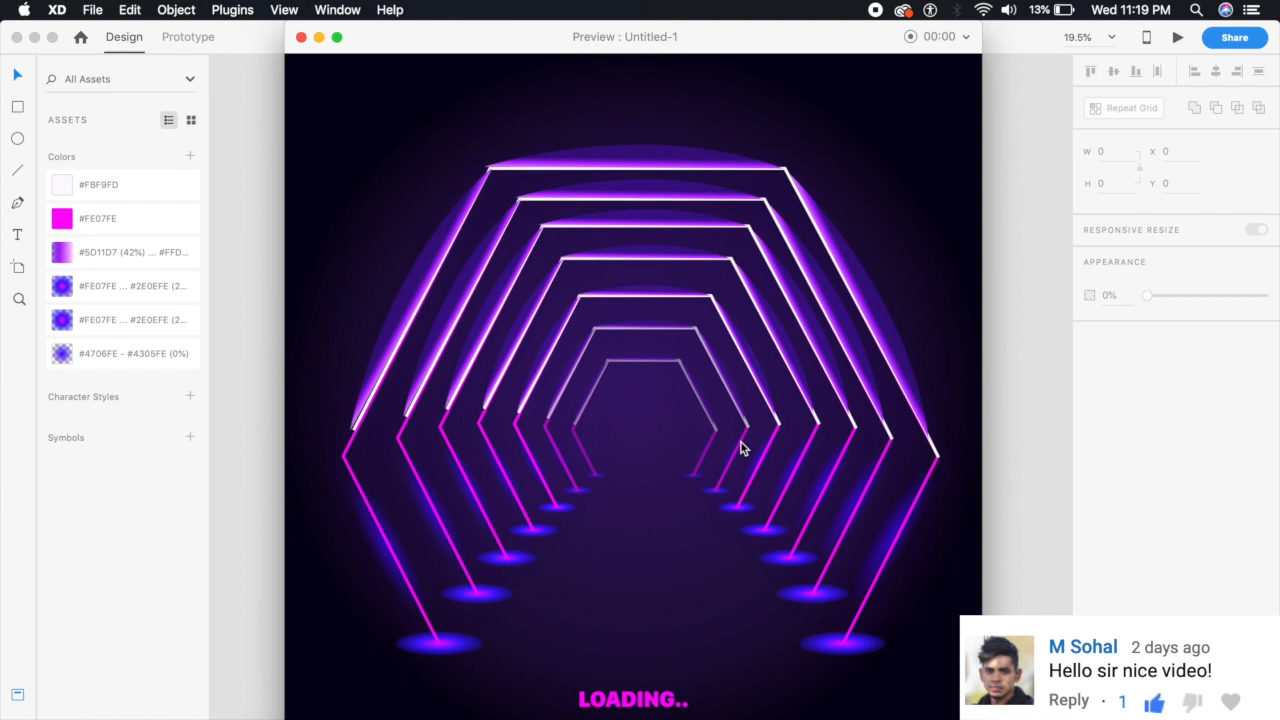 XD File Edit Object Plugins View Window Help
13% Wed 11:19 PM
Design Prototype
Preview : Untitled-1
00:00
19.5%
Share
All Assets
ASSETS
Colors
#FBF9FD
#FE07FE
#5D11D7 (42%) ... #FFD...
#FE07FE ... #2E0EFE (2...
#FE07FE ... #2E0EFE (2...
#4706FE - #4305FE (0%)
Character Styles
Symbols
Repeat Grid
W 0 X 0
H 0 Y 0
RESPONSIVE RESIZE
APPEARANCE
0%
LOADING..
M Sohal 2 days ago
Hello sir nice video!
Reply · 1